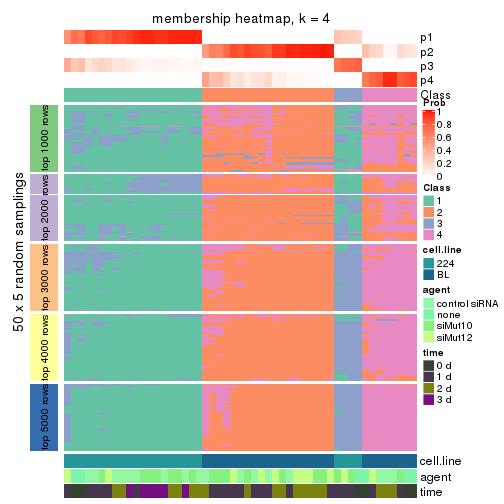 membership heatmap, k = 4
p1
p2
p3
p4
Class
Prob
1
0.8
0.6
0.4
0.2
0
Class
1
2
3
4
cell.line
224
BL
agent
control siRNA
none
siMut10
siMut12
time
0 d
1 d
2 d
3 d
50 x 5 random samplings
top 1000 rows
top 2000 rows
top 3000 rows
top 4000 rows
top 5000 rows
cell.line
agent
time